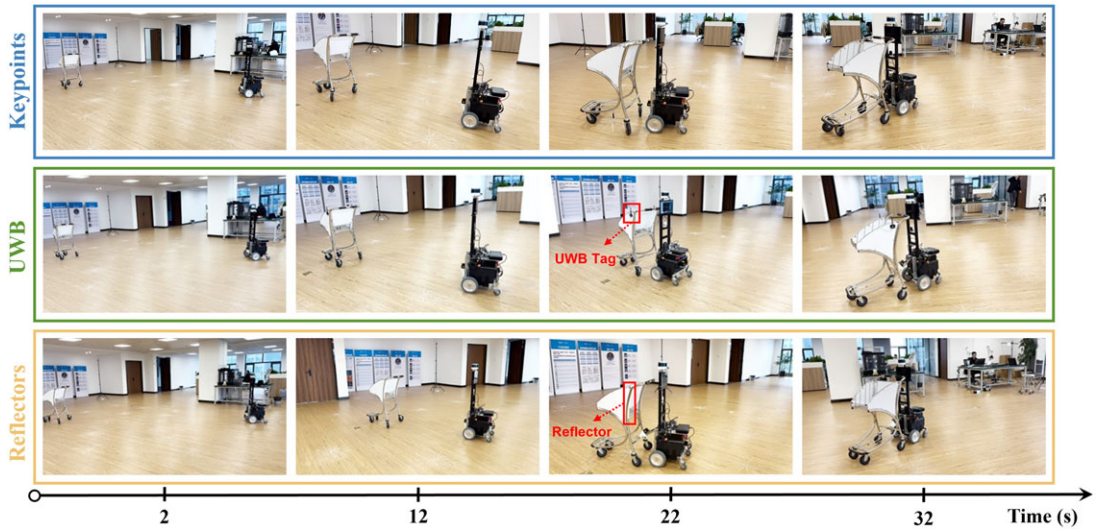 Keypoints
UWB
UWB Tag
Reflectors
Reflector
2
12
22
32
Time (s)